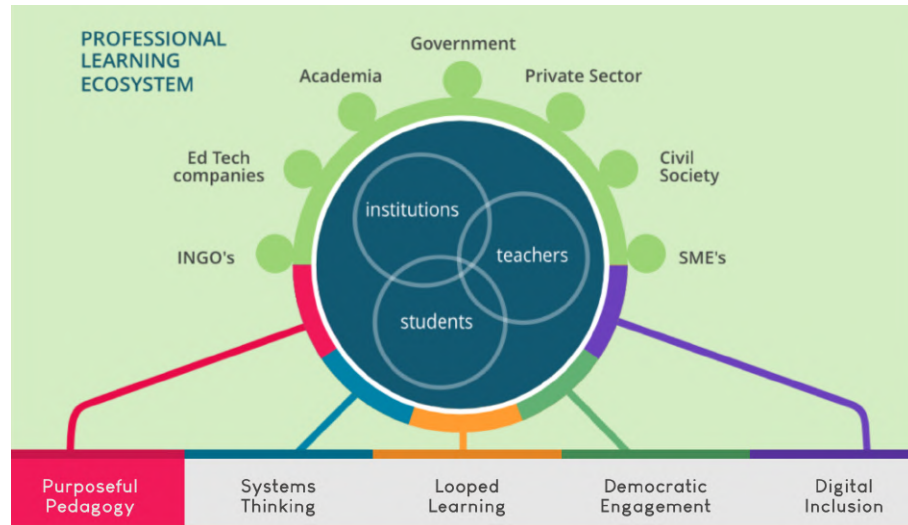 PROFESSIONAL
LEARNING
ECOSYSTEM
Government
Academia
Private Sector
Ed Tech
companies
Civil
Society
INGO's
SME's
institutions
teachers
students
Purposeful
Pedagogy
Systems
Thinking
Looped
Learning
Democratic
Engagement
Digital
Inclusion